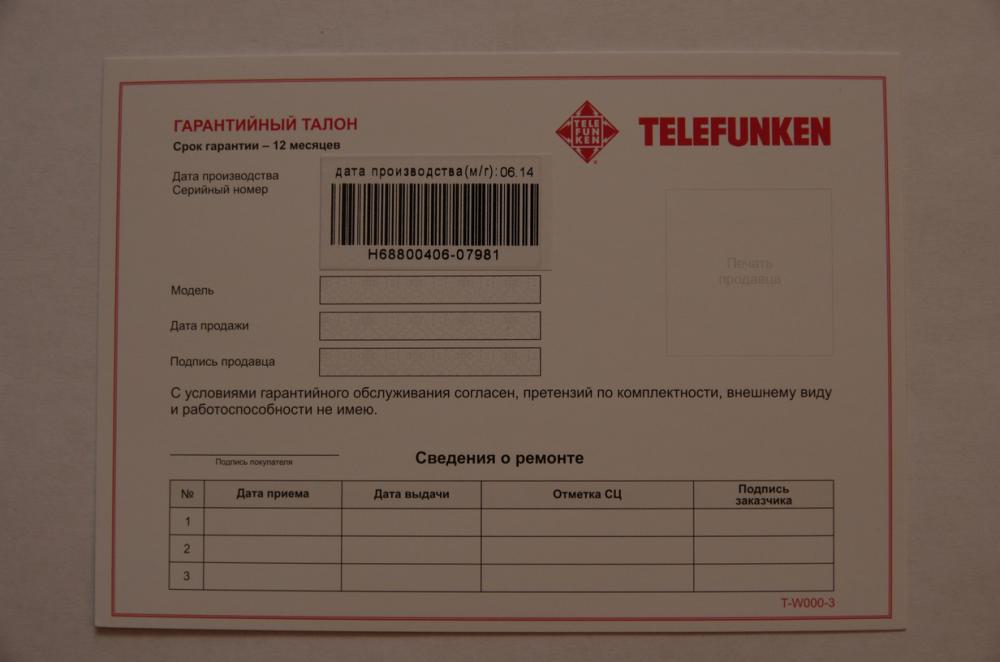 ГАРАНТИЙНЫЙ ТАЛОН
Срок гарантии – 12 месяцев
TELE
FUN
KEN
TELEFUNKEN
Дата производства
Серийный номер
дата производства(м/г):06.14
H68800406-07981
Печать
продавца
Модель
Дата продажи
Подпись продавца
С условиями гарантийного обслуживания согласен, претензий по комплектности, внешнему виду
и работоспособности не имею.
Подпись покупателя
Сведения о ремонте
№ Дата приема Дата выдачи Отметка СЦ Подпись заказчика
1
2
3
T-W000-3